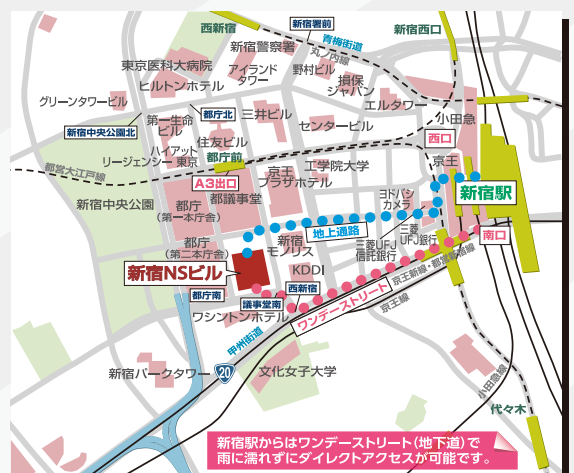 西新宿
新宿署前
青梅街道
新宿西口
新宿警察署
丸ノ内線
東京医科大病院
アイランド
タワー
野村ビル
ヒルトンホテル
損保
ジャパン
グリーンタワービル
エルタワー
都庁北
三井ビル
小田急
第一生命
ビル
センタービル
新宿中央公園北
西口
住友ビル
ハイアット
リージェンシー 東京
都庁前
工学院大学
京王
都営大江戸線
A3出口
京王
プラザホテル
新宿駅
新宿中央公園
都庁
(第一本庁舎)
都議事堂
ヨドバシ
カメラ
地上通路
三菱
UFJ銀行
南口
都庁
(第二本庁舎)
新宿
モノリス
三菱UFJ
信託銀行
新宿NSビル
KDDI
京王新線・都営新宿線
都庁南
西新宿
議事堂南
ワンデーストリート
京王線
ワシントンホテル
甲州街道
20
新宿パークタワー
文化女子大学
小田急線
代々木
新宿駅からはワンデーストリート(地下道)で
雨に濡れずにダイレクトアクセスが可能です。